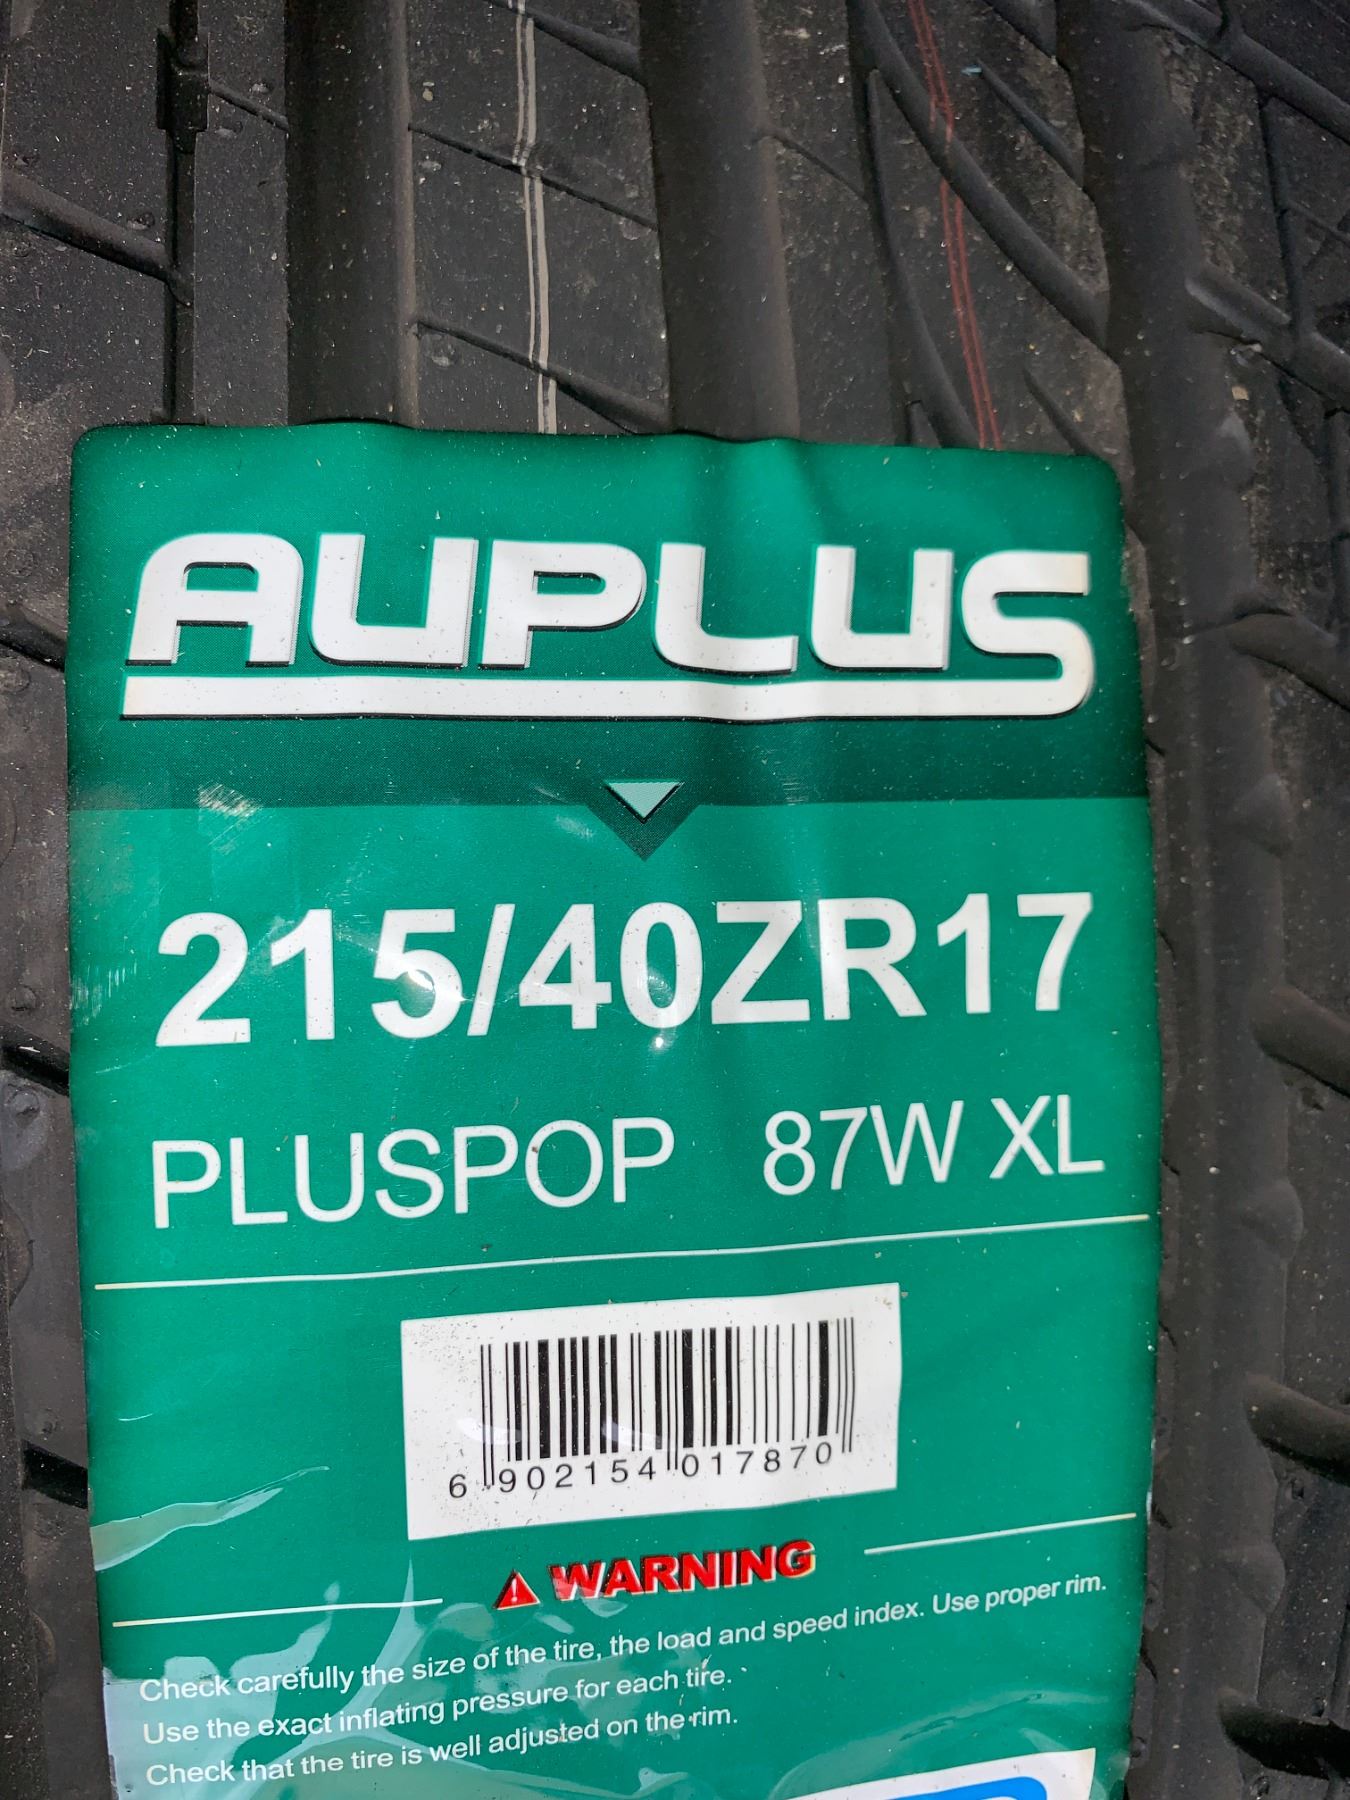 AUPLUS
215/40ZR17
PLUSPOP 87W XL
6 902154 017870
WARNING
Check carefully the size of the tire, the load and speed index. Use proper rim.
Use the exact inflating pressure for each tire.
Check that the tire is well adjusted on the rim.